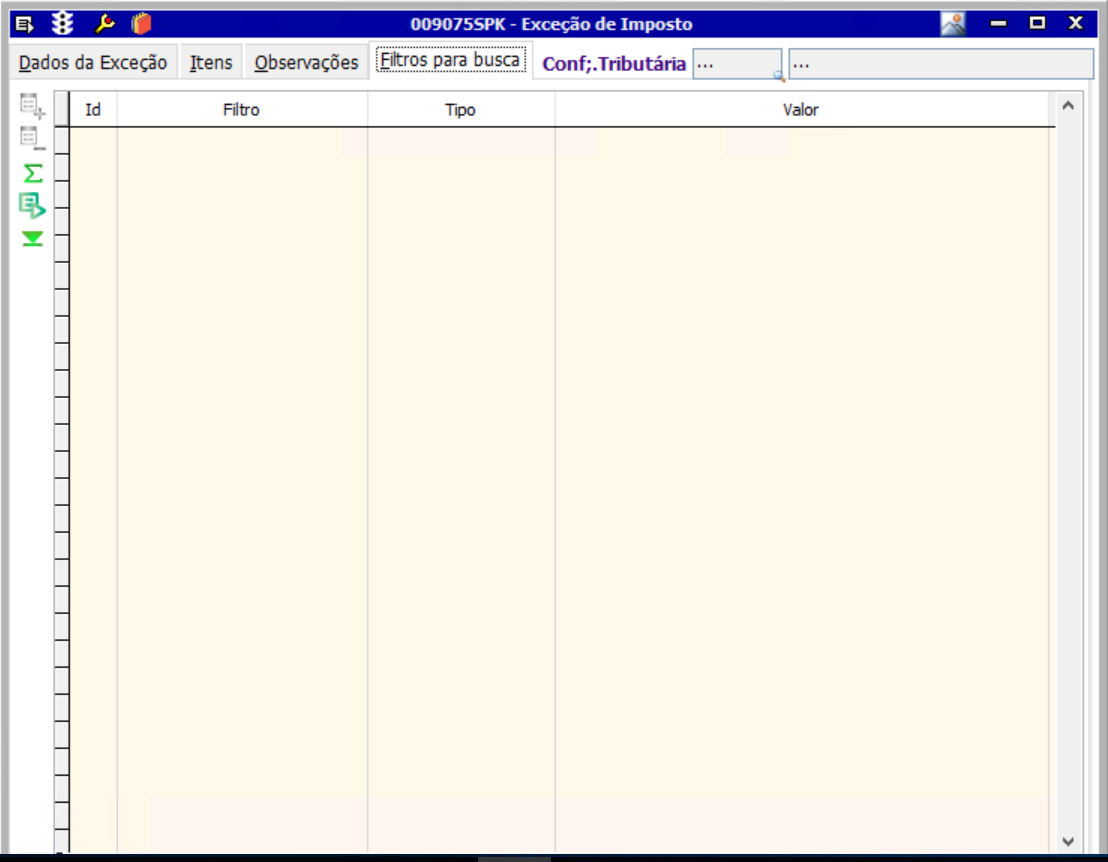 009075SPK - Exceção de Imposto
Dados da Exceção Itens Observações Filtros para busca Conf;.Tributária ... ...
Id Filtro Tipo Valor